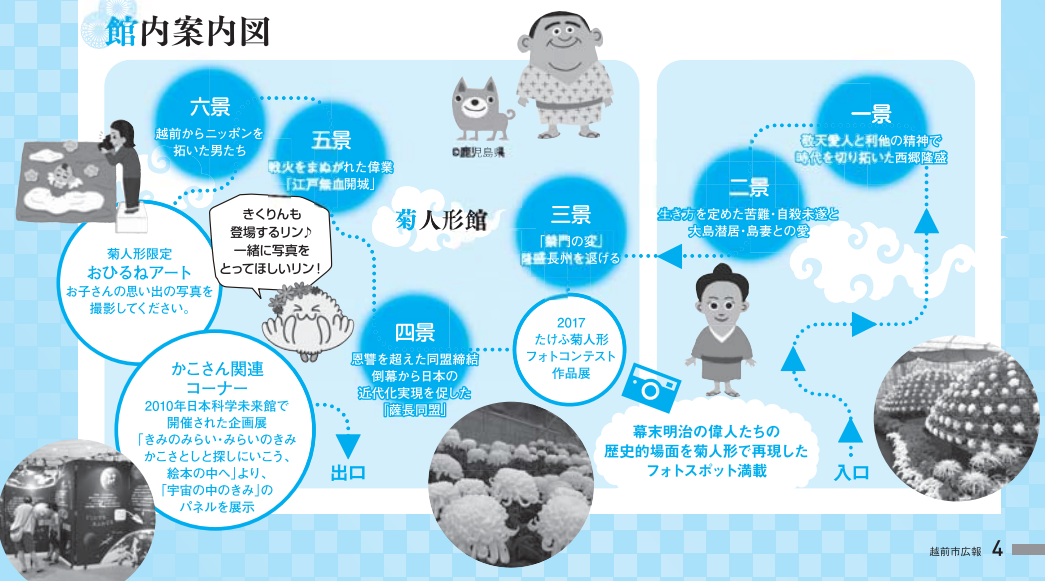 館内案内図
一景
敬天愛人と利他の精神で
時代を切り拓いた西郷隆盛
二景
生き方を定めた苦難・自殺未遂と
大島潜居・島妻との愛
三景
「禁門の変」
隆盛長州を退ける
2017
たけふ菊人形
フォトコンテスト
作品展
四景
恩讐を超えた同盟締結
倒幕から日本の
近代化実現を促した
「薩長同盟」
五景
戦火をまぬがれた偉業
「江戸無血開城」
六景
越前からニッポンを
拓いた男たち
©鹿児島県
菊人形館
きくりんも
登場するリン♪
一緒に写真を
とってほしいリン!
菊人形限定
おひるねアート
お子さんの思い出の写真を
撮影してください。
かこさん関連
コーナー
2010年日本科学未来館で
開催された企画展
「きみのみらい・みらいのきみ
かこさとしと探しにいこう、
絵本の中へ」より、
「宇宙の中のきみ」の
パネルを展示
出口
幕末明治の偉人たちの
歴史的場面を菊人形で再現した
フォトスポット満載
入口
越前市広報 4